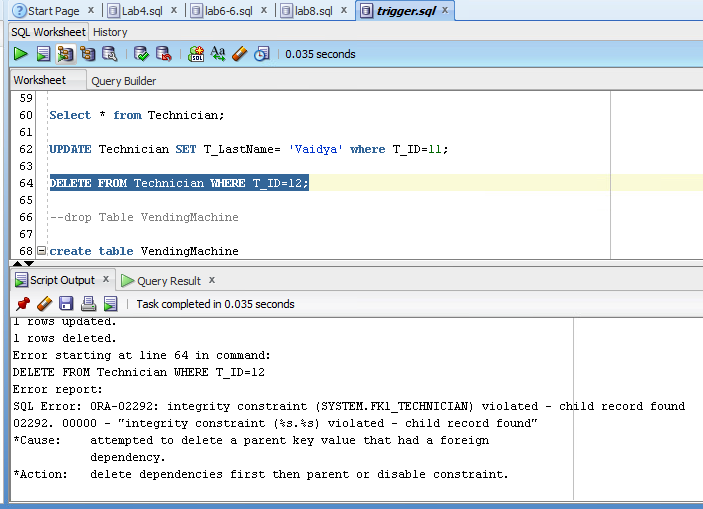 Start Page x Lab4.sql x lab6-6.sql x lab8.sql x trigger.sql x
SQL Worksheet History
Aa 0.035 seconds
Worksheet Query Builder
59
60 Select * from Technician;
61
62 UPDATE Technician SET T_LastName= 'Vaidya' where T_ID=11;
63
64 DELETE FROM Technician WHERE T_ID=12;
65
66 --drop Table VendingMachine
67
68 create table VendingMachine
Script Output x Query Result x
Task completed in 0.035 seconds
1 rows updated.
1 rows deleted.
Error starting at line 64 in command:
DELETE FROM Technician WHERE T_ID=12
Error report:
SQL Error: ORA-02292: integrity constraint (SYSTEM.FK1_TECHNICIAN) violated - child record found
02292. 00000 - "integrity constraint (%s.%s) violated - child record found"
*Cause: attempted to delete a parent key value that had a foreign
dependency.
*Action: delete dependencies first then parent or disable constraint.